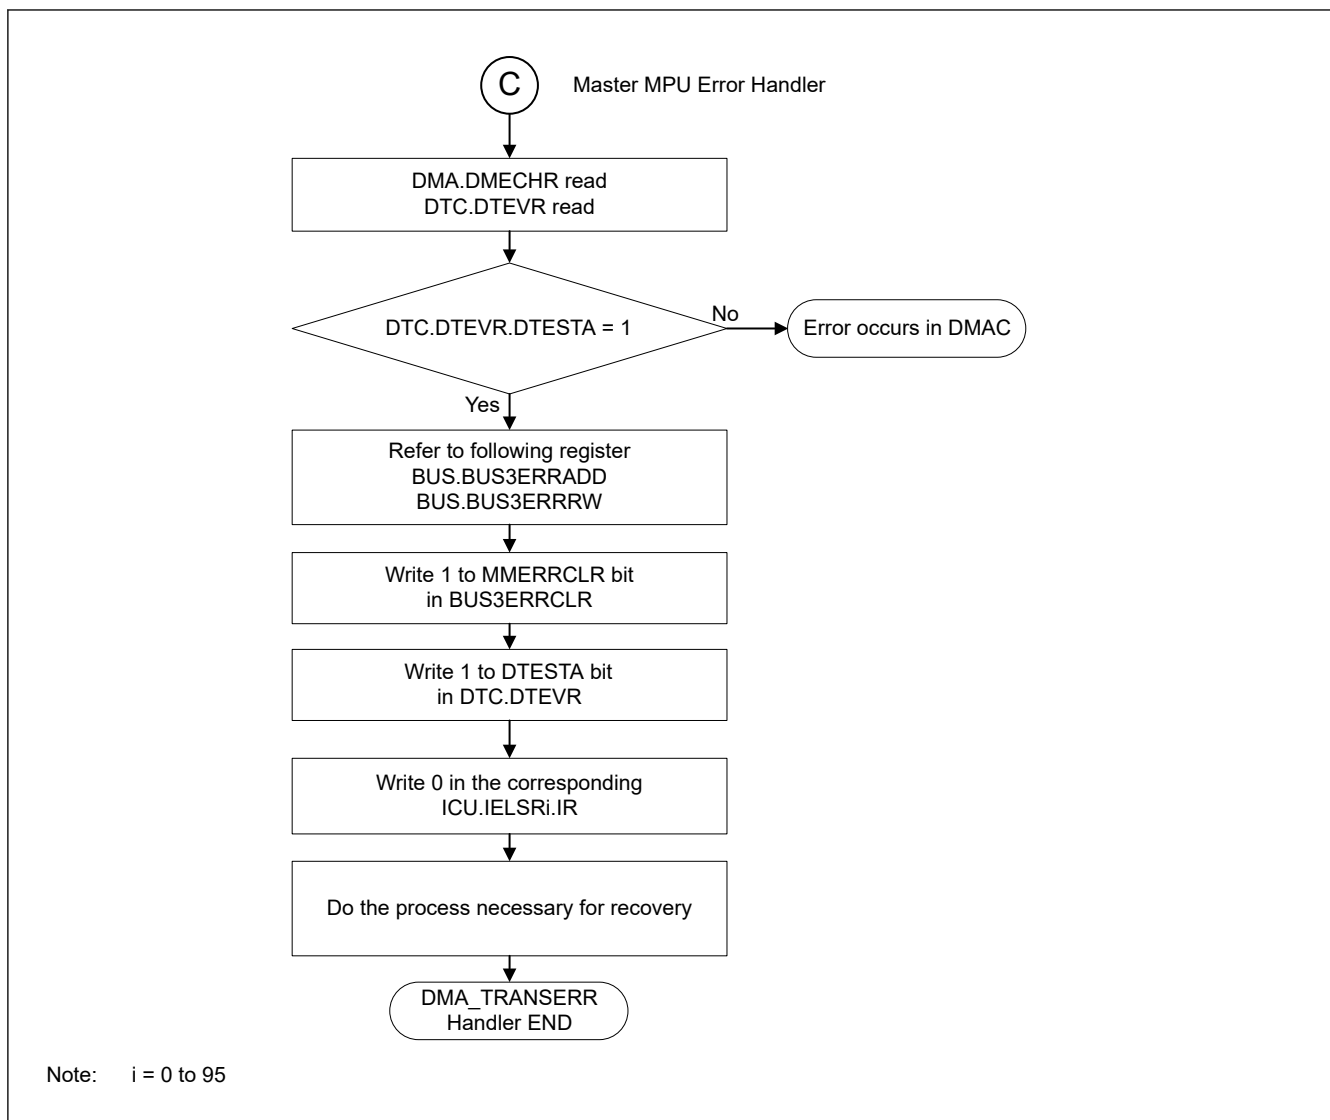 C
Master MPU Error Handler
DMA.DMECHR read
DTC.DTEVR read
DTC.DTEVR.DTESTA = 1
No
Error occurs in DMAC
Yes
Refer to following register
BUS.BUS3ERRADD
BUS.BUS3ERRRW
Write 1 to MMERRCLR bit
in BUS3ERRCLR
Write 1 to DTESTA bit
in DTC.DTEVR
Write 0 in the corresponding
ICU.IELSRi.IR
Do the process necessary for recovery
DMA_TRANSERR
Handler END
Note: i = 0 to 95